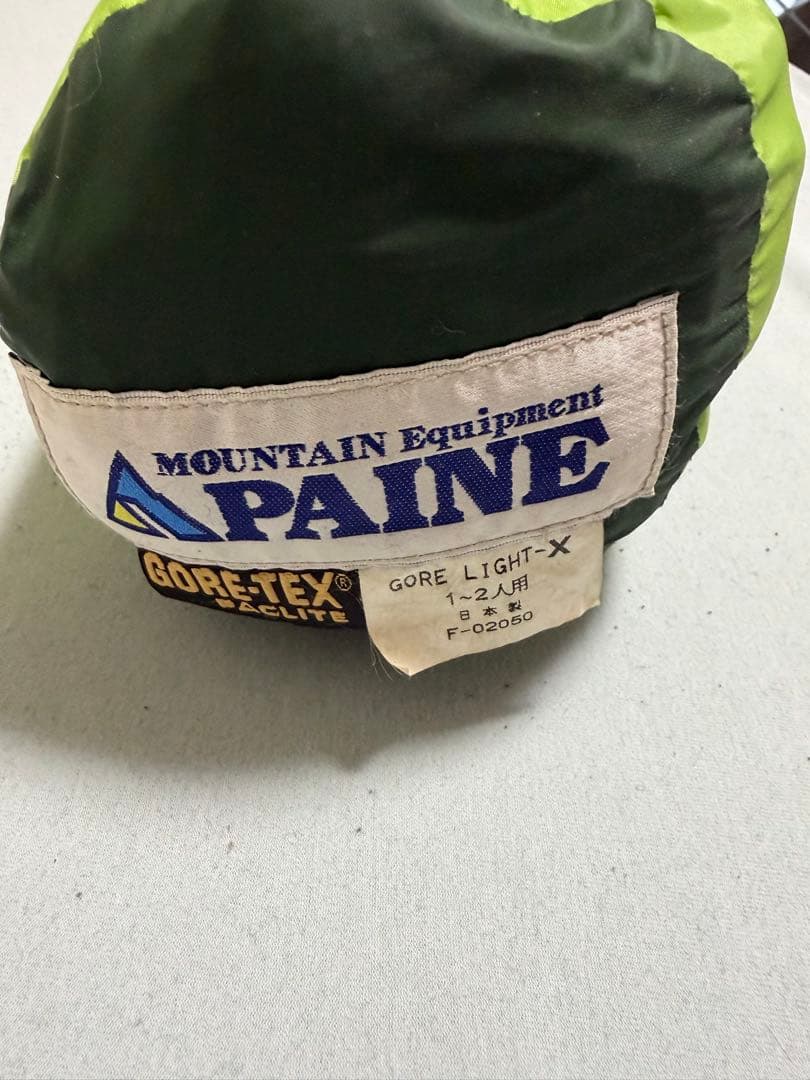 MOUNTAIN Equipment
PAINE
GORE-TEX®
PACLITE
GORE LIGHT-X
1~2人用
日本製
F-02050